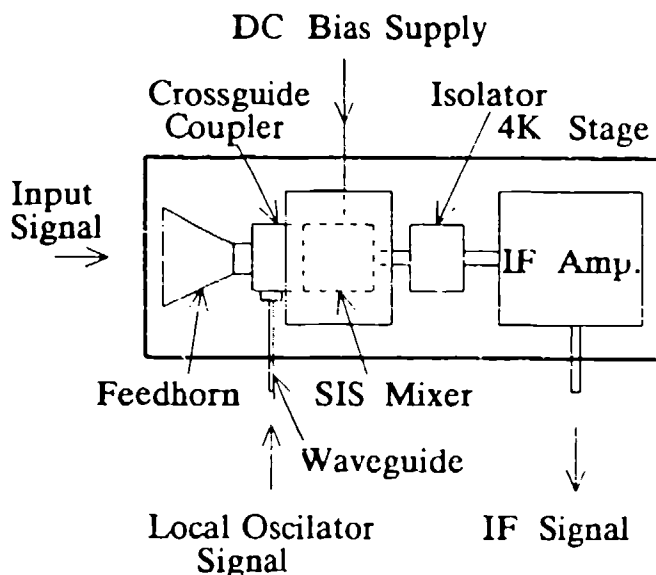 DC Bias Supply
Crossguide
Coupler
Isolator
4K Stage
Input
Signal
IF Amp.
Feedhorn
SIS Mixer
Waveguide
Local Oscilator
Signal
IF Signal